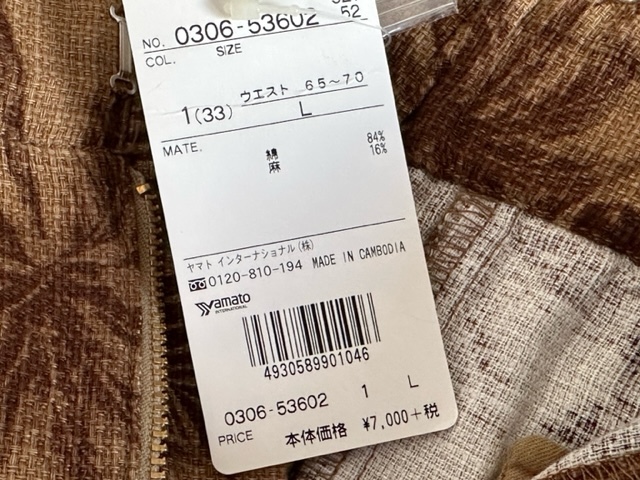 NO. 0306-53602 52
COL. SIZE
ウエスト 65～70
1(33) L
MATE. 綿 84%
麻 16%
ヤマト インターナショナル(株)
0120-810-194 MADE IN CAMBODIA
Yamato
INTERNATIONAL
4930589901046
0306-53602 1 L
PRICE 本体価格 ¥7,000+税